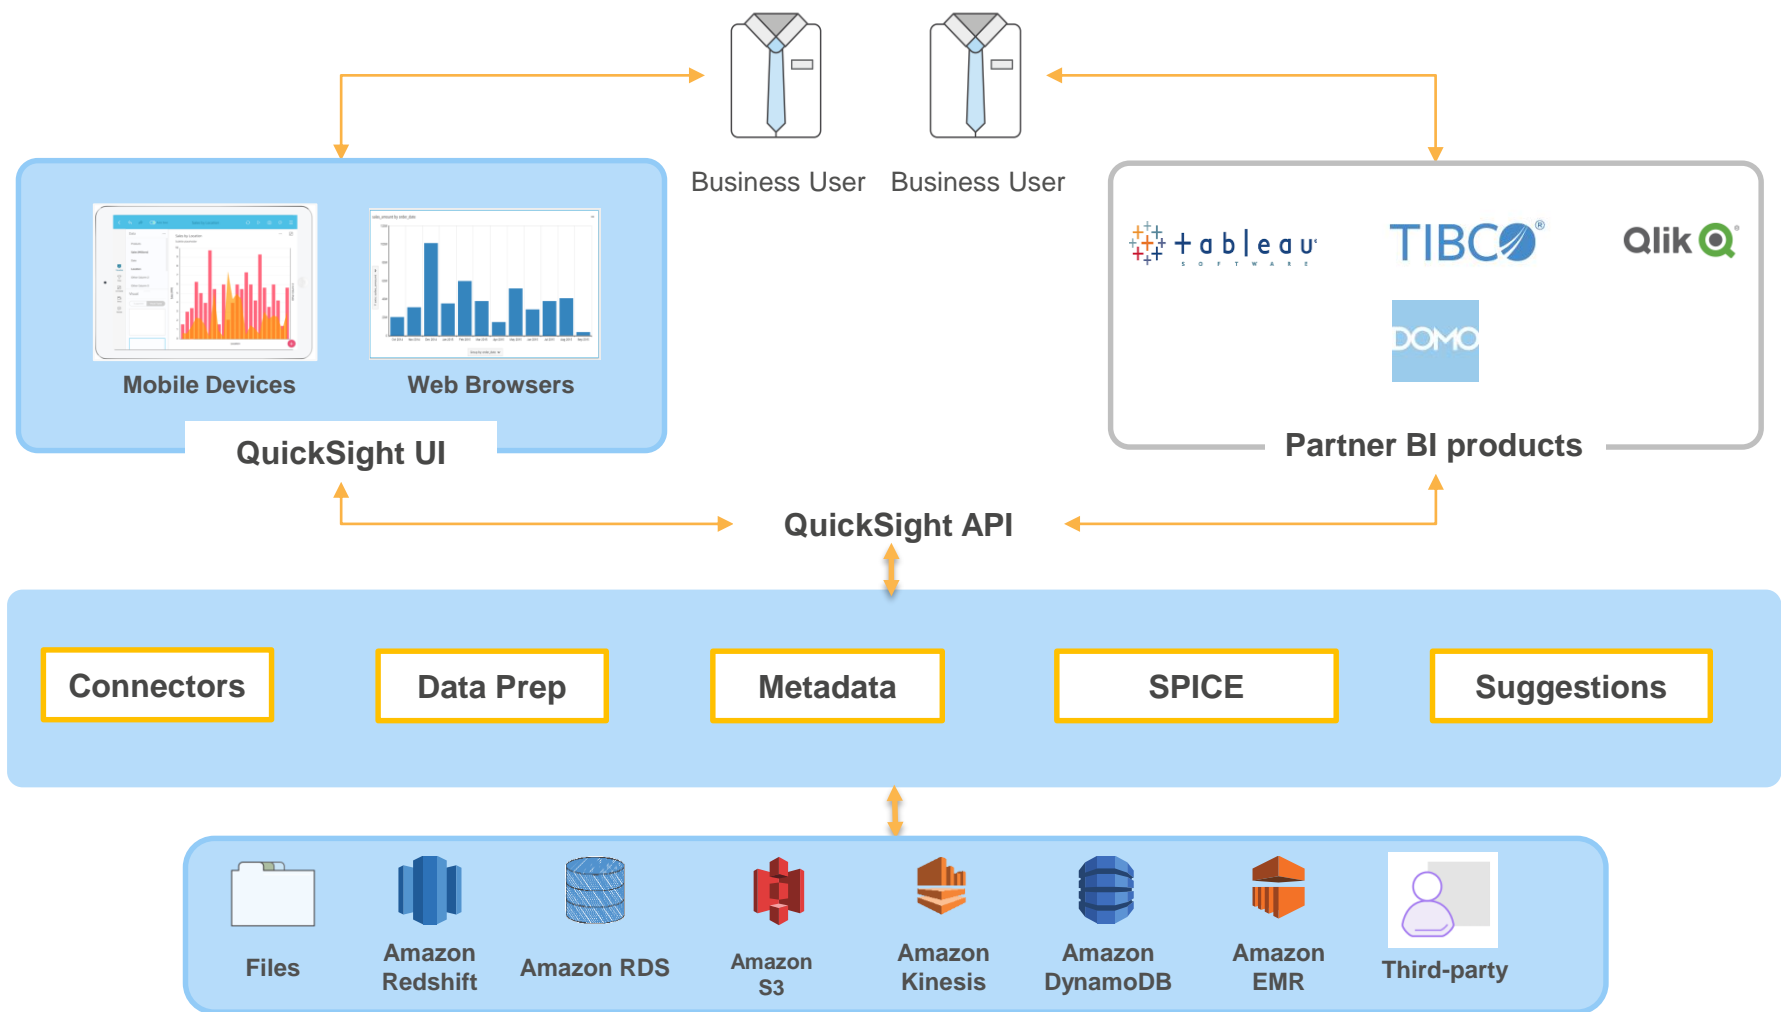 Business User
Business User
tableau
SOFTWARE
TIBCO®
Qlik
DOMO
Mobile Devices
Web Browsers
QuickSight UI
Partner BI products
QuickSight API
Connectors
Data Prep
Metadata
SPICE
Suggestions
Files
Amazon
Redshift
Amazon RDS
Amazon
S3
Amazon
Kinesis
Amazon
DynamoDB
Amazon
EMR
Third-party